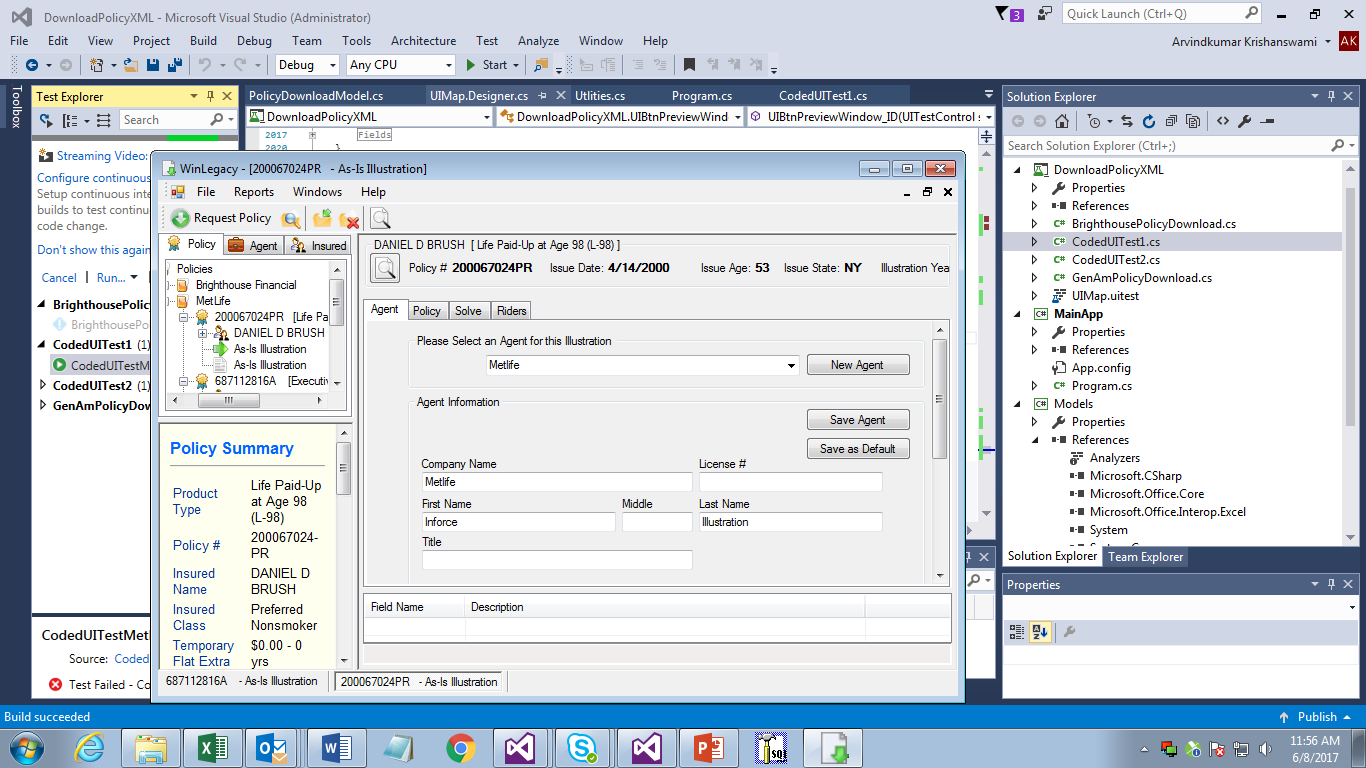 DownloadPolicyXML - Microsoft Visual Studio (Administrator)
3
Quick Launch (Ctrl+Q)
File Edit View Project Build Debug Team Tools Architecture Test Analyze Window Help
Arvindkumar Krishanswami AK
Debug Any CPU Start
Toolbox
Test Explorer
Search
Streaming Video:
Configure continuous
Setup continuous inte
builds to test continu
code change.
Don't show this again
Cancel Run...
BrighthousePolicy
BrighthousePo
CodedUITest1 (1)
CodedUITestM
CodedUITest2 (1)
GenAmPolicyDow
CodedUITestMet
Source: Coded
Test Failed - Co
PolicyDownloadModel.cs UIMap.Designer.cs Utlities.cs Program.cs CodedUITest1.cs
DownloadPolicyXML DownloadPolicyXML.UIBtnPreviewWind UIBtnPreviewWindow_ID(UITestControl s
2017 Fields
2020 }
WinLegacy - [200067024PR - As-Is Illustration]
File Reports Windows Help
Request Policy
Policy Agent Insured
Policies
Brighthouse Financial
MetLife
200067024PR [Life Pa
DANIEL D BRUSH
As-Is Illustration
As-Is Illustration
687112816A [Executiv
Policy Summary
Product Type Life Paid-Up at Age 98 (L-98)
Policy # 200067024-PR
Insured Name DANIEL D BRUSH
Insured Class Preferred Nonsmoker
Temporary Flat Extra $0.00 - 0 yrs
DANIEL D BRUSH [ Life Paid-Up at Age 98 (L-98) ]
Policy # 200067024PR Issue Date: 4/14/2000 Issue Age: 53 Issue State: NY Illustration Yea
Agent Policy Solve Riders
Please Select an Agent for this Illustration
Metlife New Agent
Agent Information
Save Agent
Save as Default
Company Name License #
Metlife
First Name Middle Last Name
Inforce Illustration
Title
Field Name Description
687112816A - As-Is Illustration 200067024PR - As-Is Illustration
Solution Explorer
Search Solution Explorer (Ctrl+;)
DownloadPolicyXML
Properties
References
BrighthousePolicyDownload.cs
CodedUITest1.cs
CodedUITest2.cs
GenAmPolicyDownload.cs
UIMap.uitest
MainApp
Properties
References
App.config
Program.cs
Models
Properties
References
Analyzers
Microsoft.CSharp
Microsoft.Office.Core
Microsoft.Office.Interop.Excel
System
Solution Explorer Team Explorer
Properties
Build succeeded
Publish
11:56 AM
6/8/2017